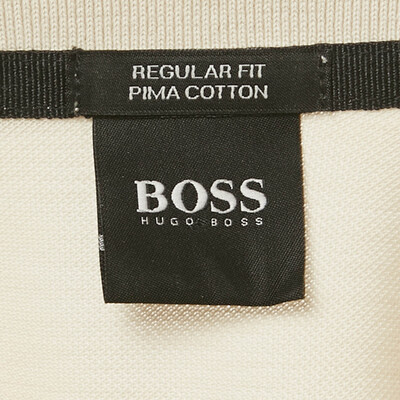 REGULAR FIT
PIMA COTTON
BOSS
HUGO BOSS